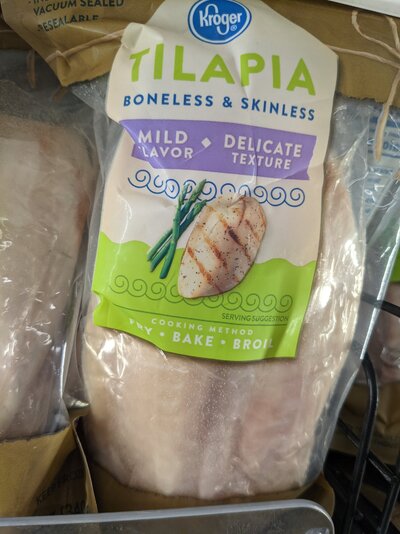 VACUUM SEALED
RESEALABLE
Kroger
TILAPIA
BONELESS & SKINLESS
MILD FLAVOR • DELICATE TEXTURE
SERVING SUGGESTION
COOKING METHOD
FRY • BAKE • BROIL